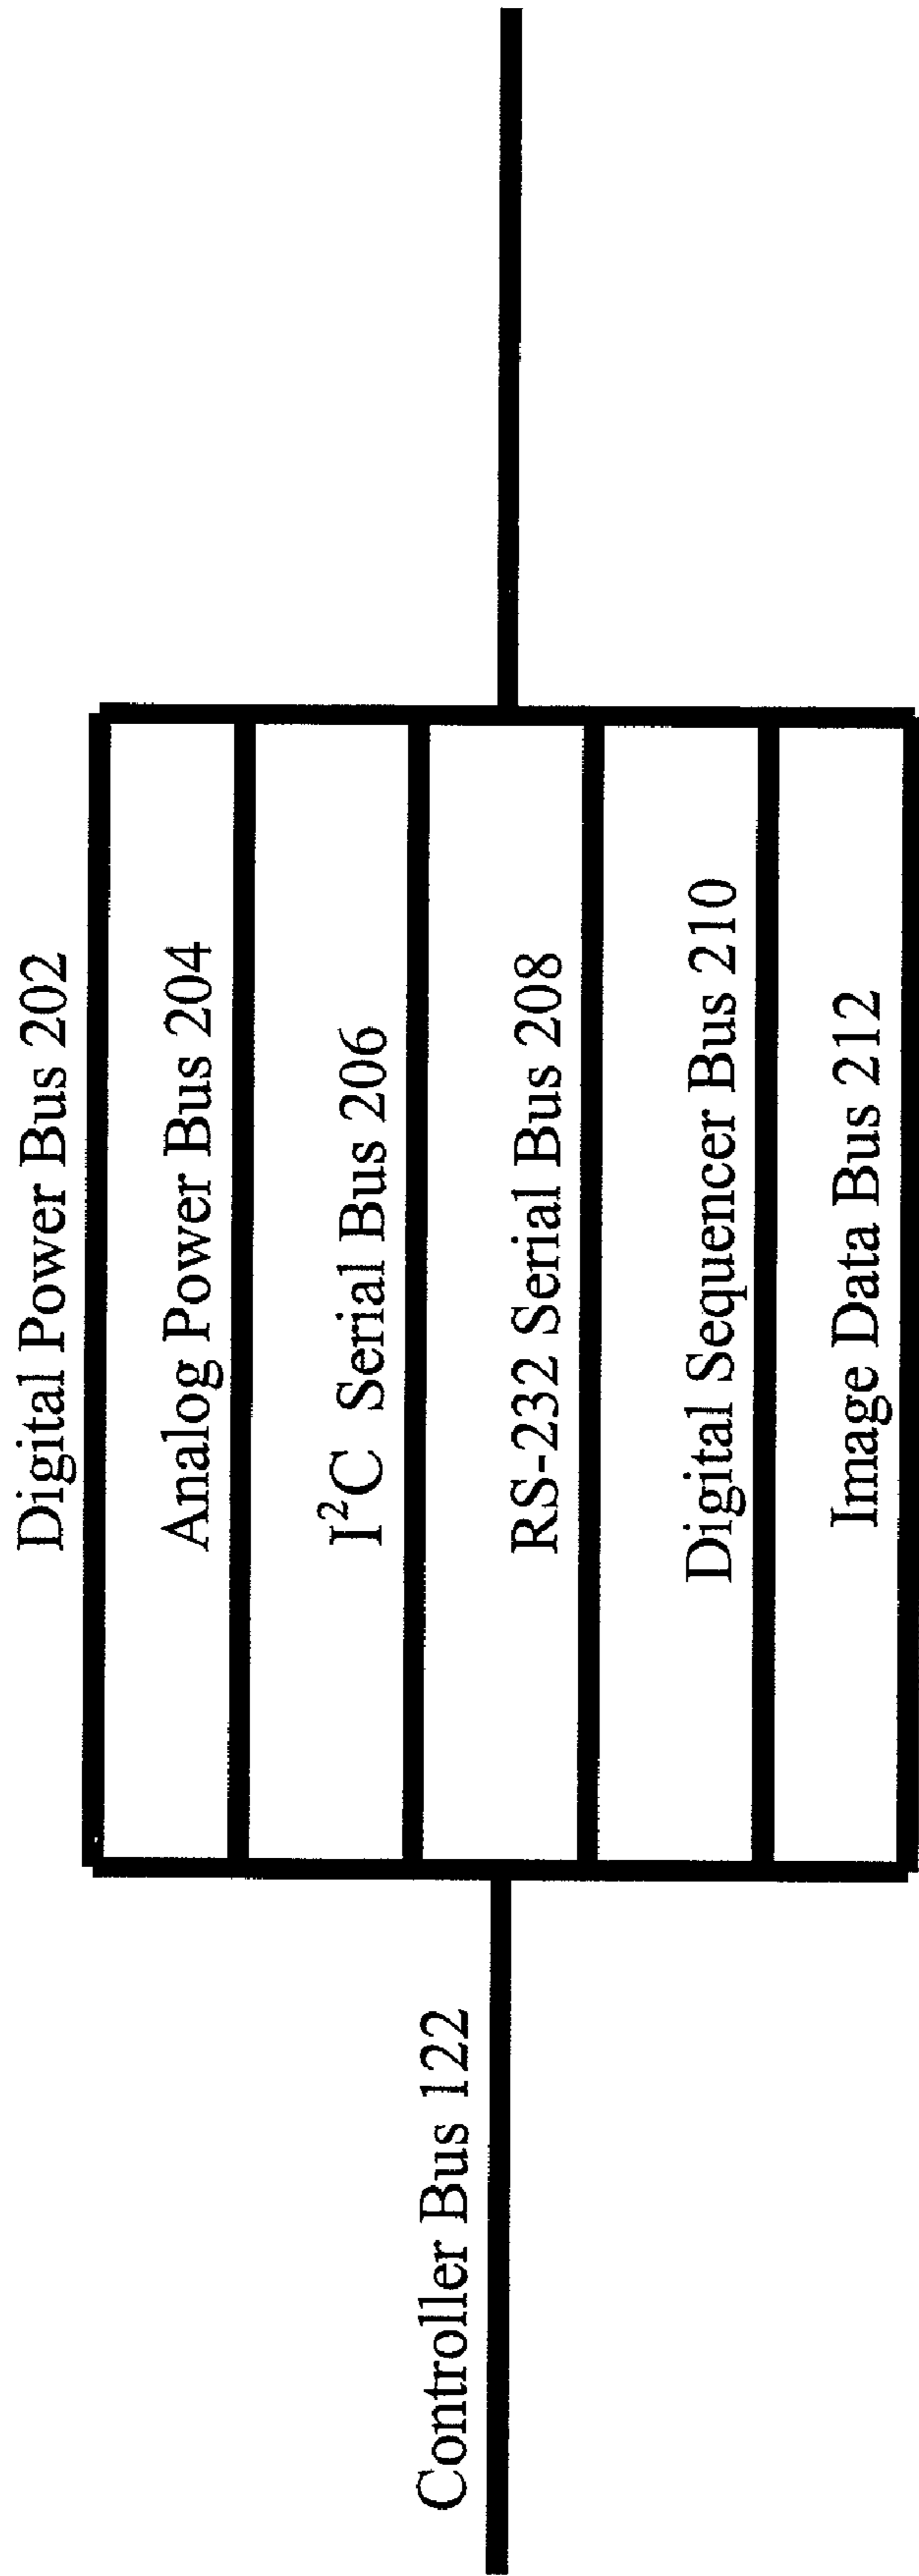 Digital Power Bus 202
Analog Power Bus 204
I²C Serial Bus 206
RS-232 Serial Bus 208
Digital Sequencer Bus 210
Image Data Bus 212
Controller Bus 122